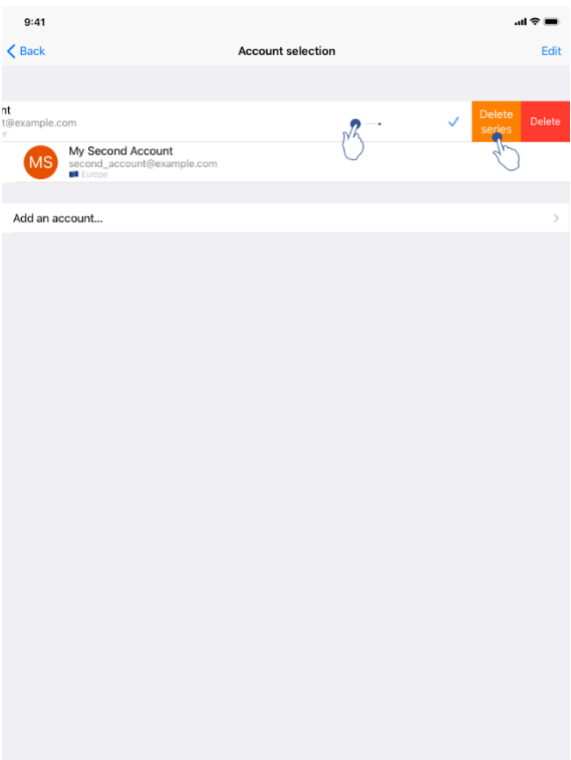 9:41
Back
Account selection
Edit
nt
t@example.com
e
Delete
series
Delete
MS
My Second Account
second_account@example.com
Europe
Add an account...